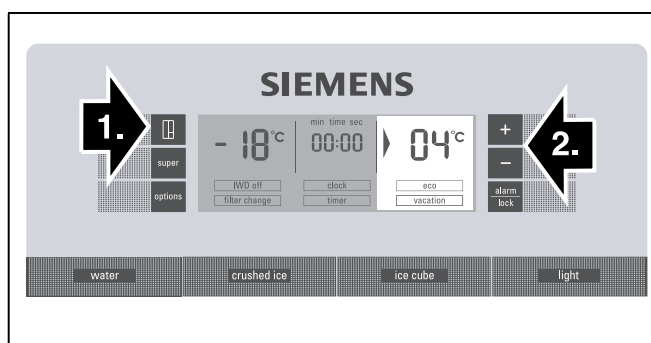 SIEMENS
1.
super
options
- 18°C
min time sec
00:00
04°C
IWD off
clock
eco
filter change
timer
vacation
+
−
alarm
lock
2.
water
crushed ice
ice cube
light